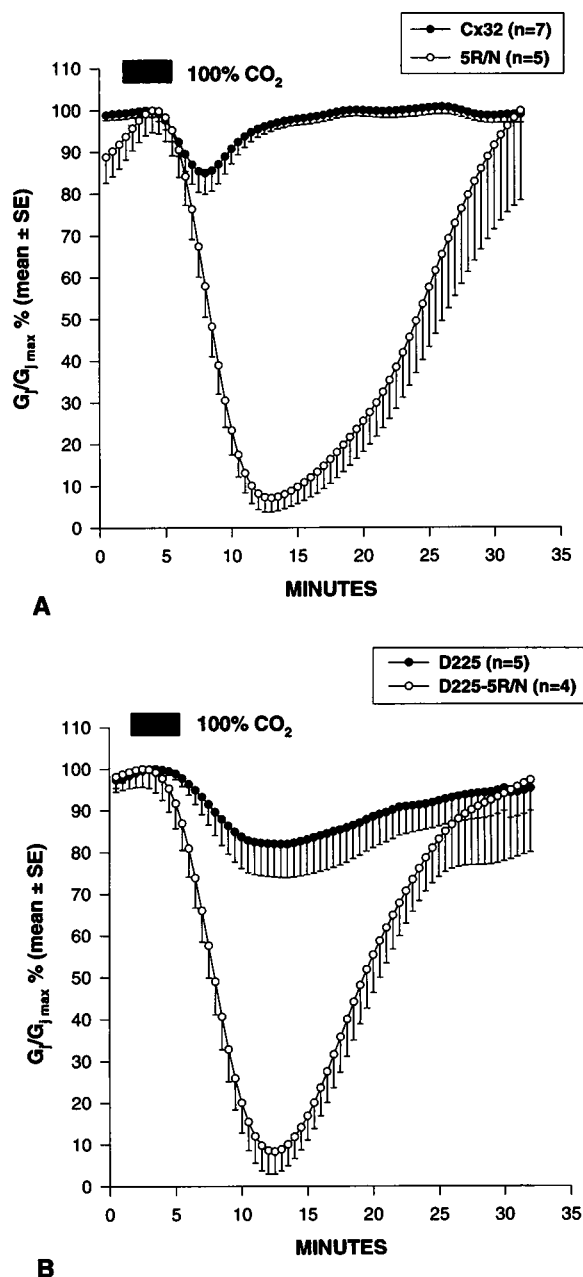 Cx32 (n=7)
5R/N (n=5)
100% CO₂
110
100
90
80
70
60
50
40
30
20
10
0
Gⱼ/Gⱼ max % (mean ± SE)
0 5 10 15 20 25 30 35
MINUTES
A
D225 (n=5)
D225-5R/N (n=4)
100% CO₂
110
100
90
80
70
60
50
40
30
20
10
0
Gⱼ/Gⱼ max % (mean ± SE)
0 5 10 15 20 25 30 35
MINUTES
B